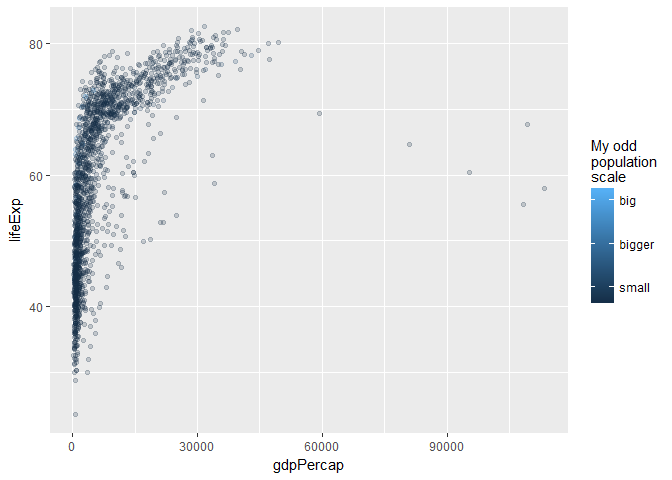 80
60
40
lifeExp
0
30000
60000
90000
gdpPercap
My odd
population
scale
big
bigger
small